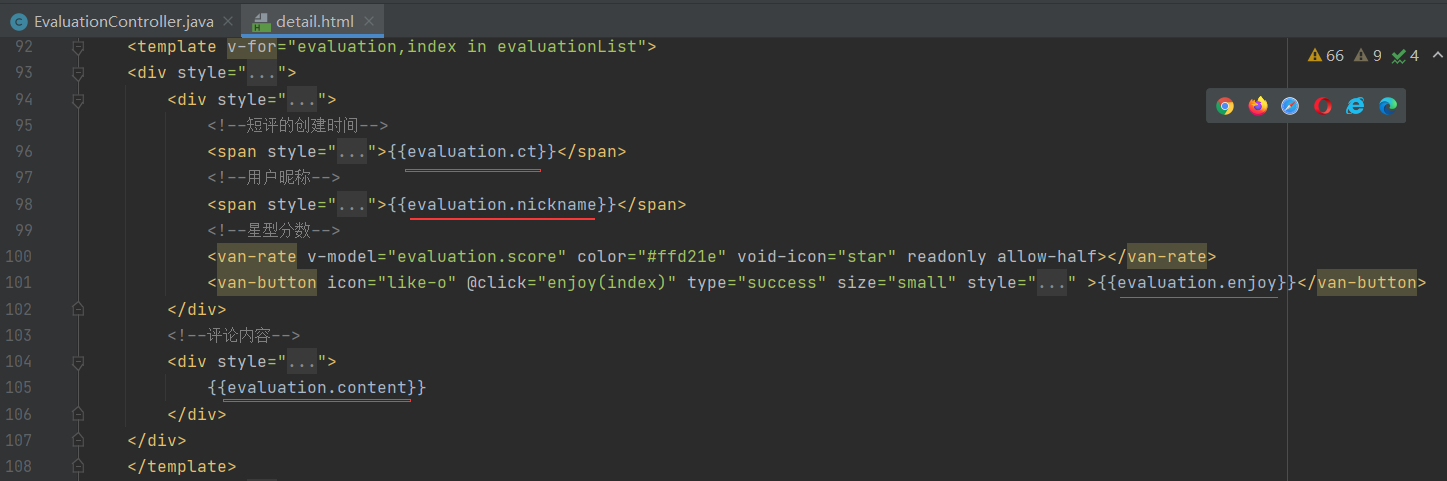 EvaluationController.java detail.html
92 <template v-for="evaluation,index in evaluationList">
66 9 4
93 <div style="...">
94 <div style="...">
95 <!--短评的创建时间-->
96 <span style="...">{{evaluation.ct}}</span>
97 <!--用户昵称-->
98 <span style="...">{{evaluation.nickname}}</span>
99 <!--星型分数-->
100 <van-rate v-model="evaluation.score" color="#ffd21e" void-icon="star" readonly allow-half></van-rate>
101 <van-button icon="like-o" @click="enjoy(index)" type="success" size="small" style="..." >{{evaluation.enjoy}}</van-button>
102 </div>
103 <!--评论内容-->
104 <div style="...">
105 {{evaluation.content}}
106 </div>
107 </div>
108 </template>